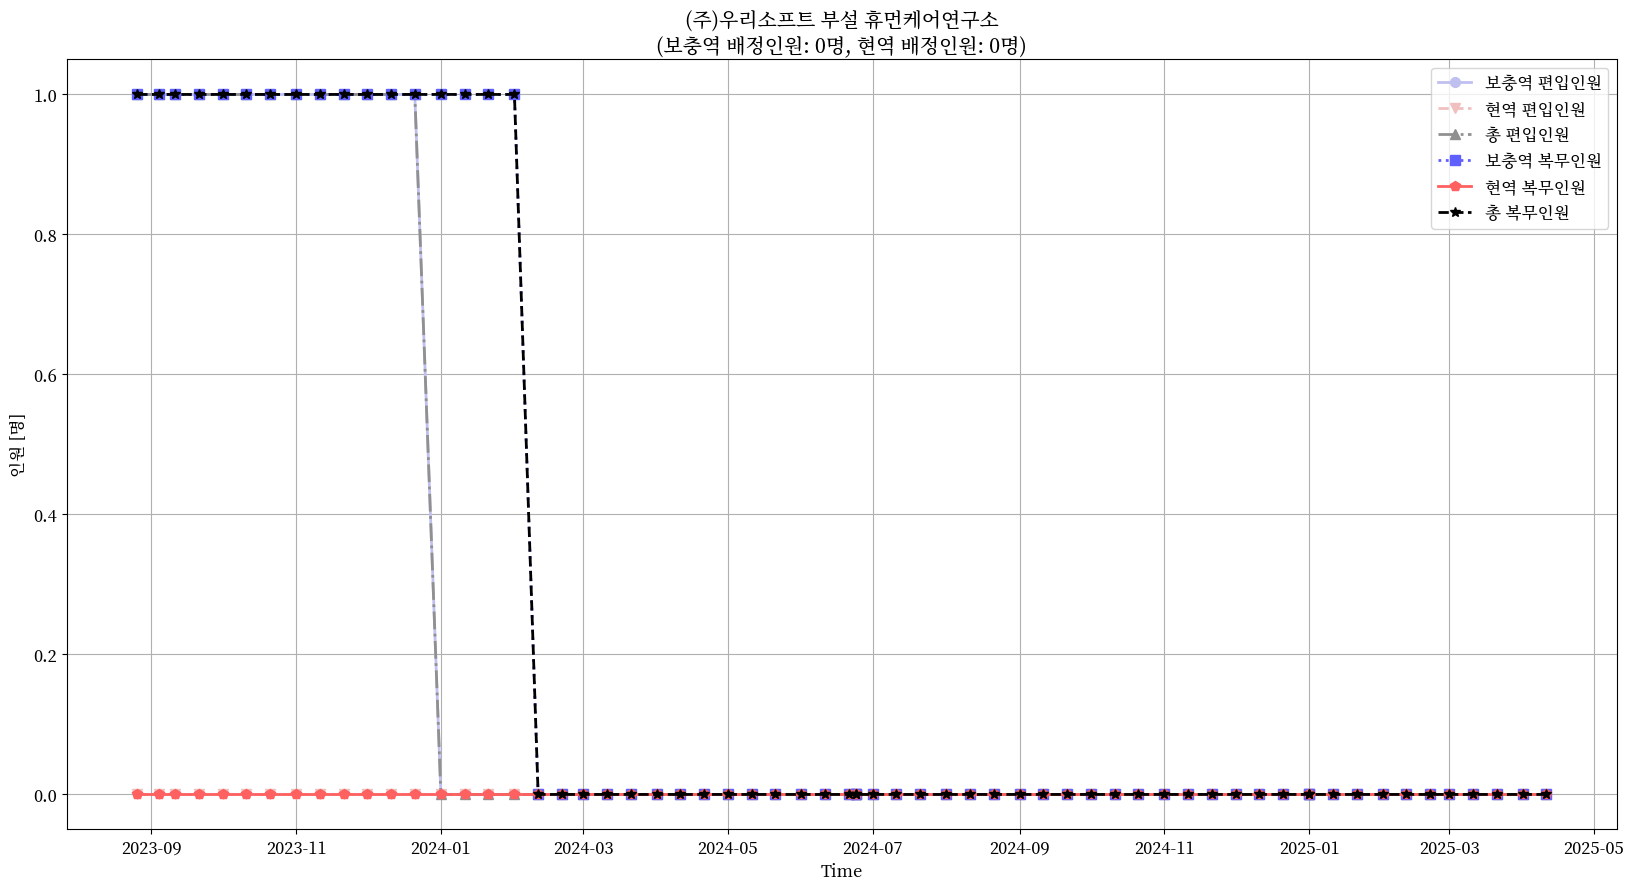 (주)우리소프트 부설 휴먼케어연구소
(보충역 배정인원: 0명, 현역 배정인원: 0명)
보충역 편입인원
현역 편입인원
총 편입인원
보충역 복무인원
현역 복무인원
총 복무인원
인원 [명]
1.0
0.8
0.6
0.4
0.2
0.0
2023-09 2023-11 2024-01 2024-03 2024-05 2024-07 2024-09 2024-11 2025-01 2025-03 2025-05
Time